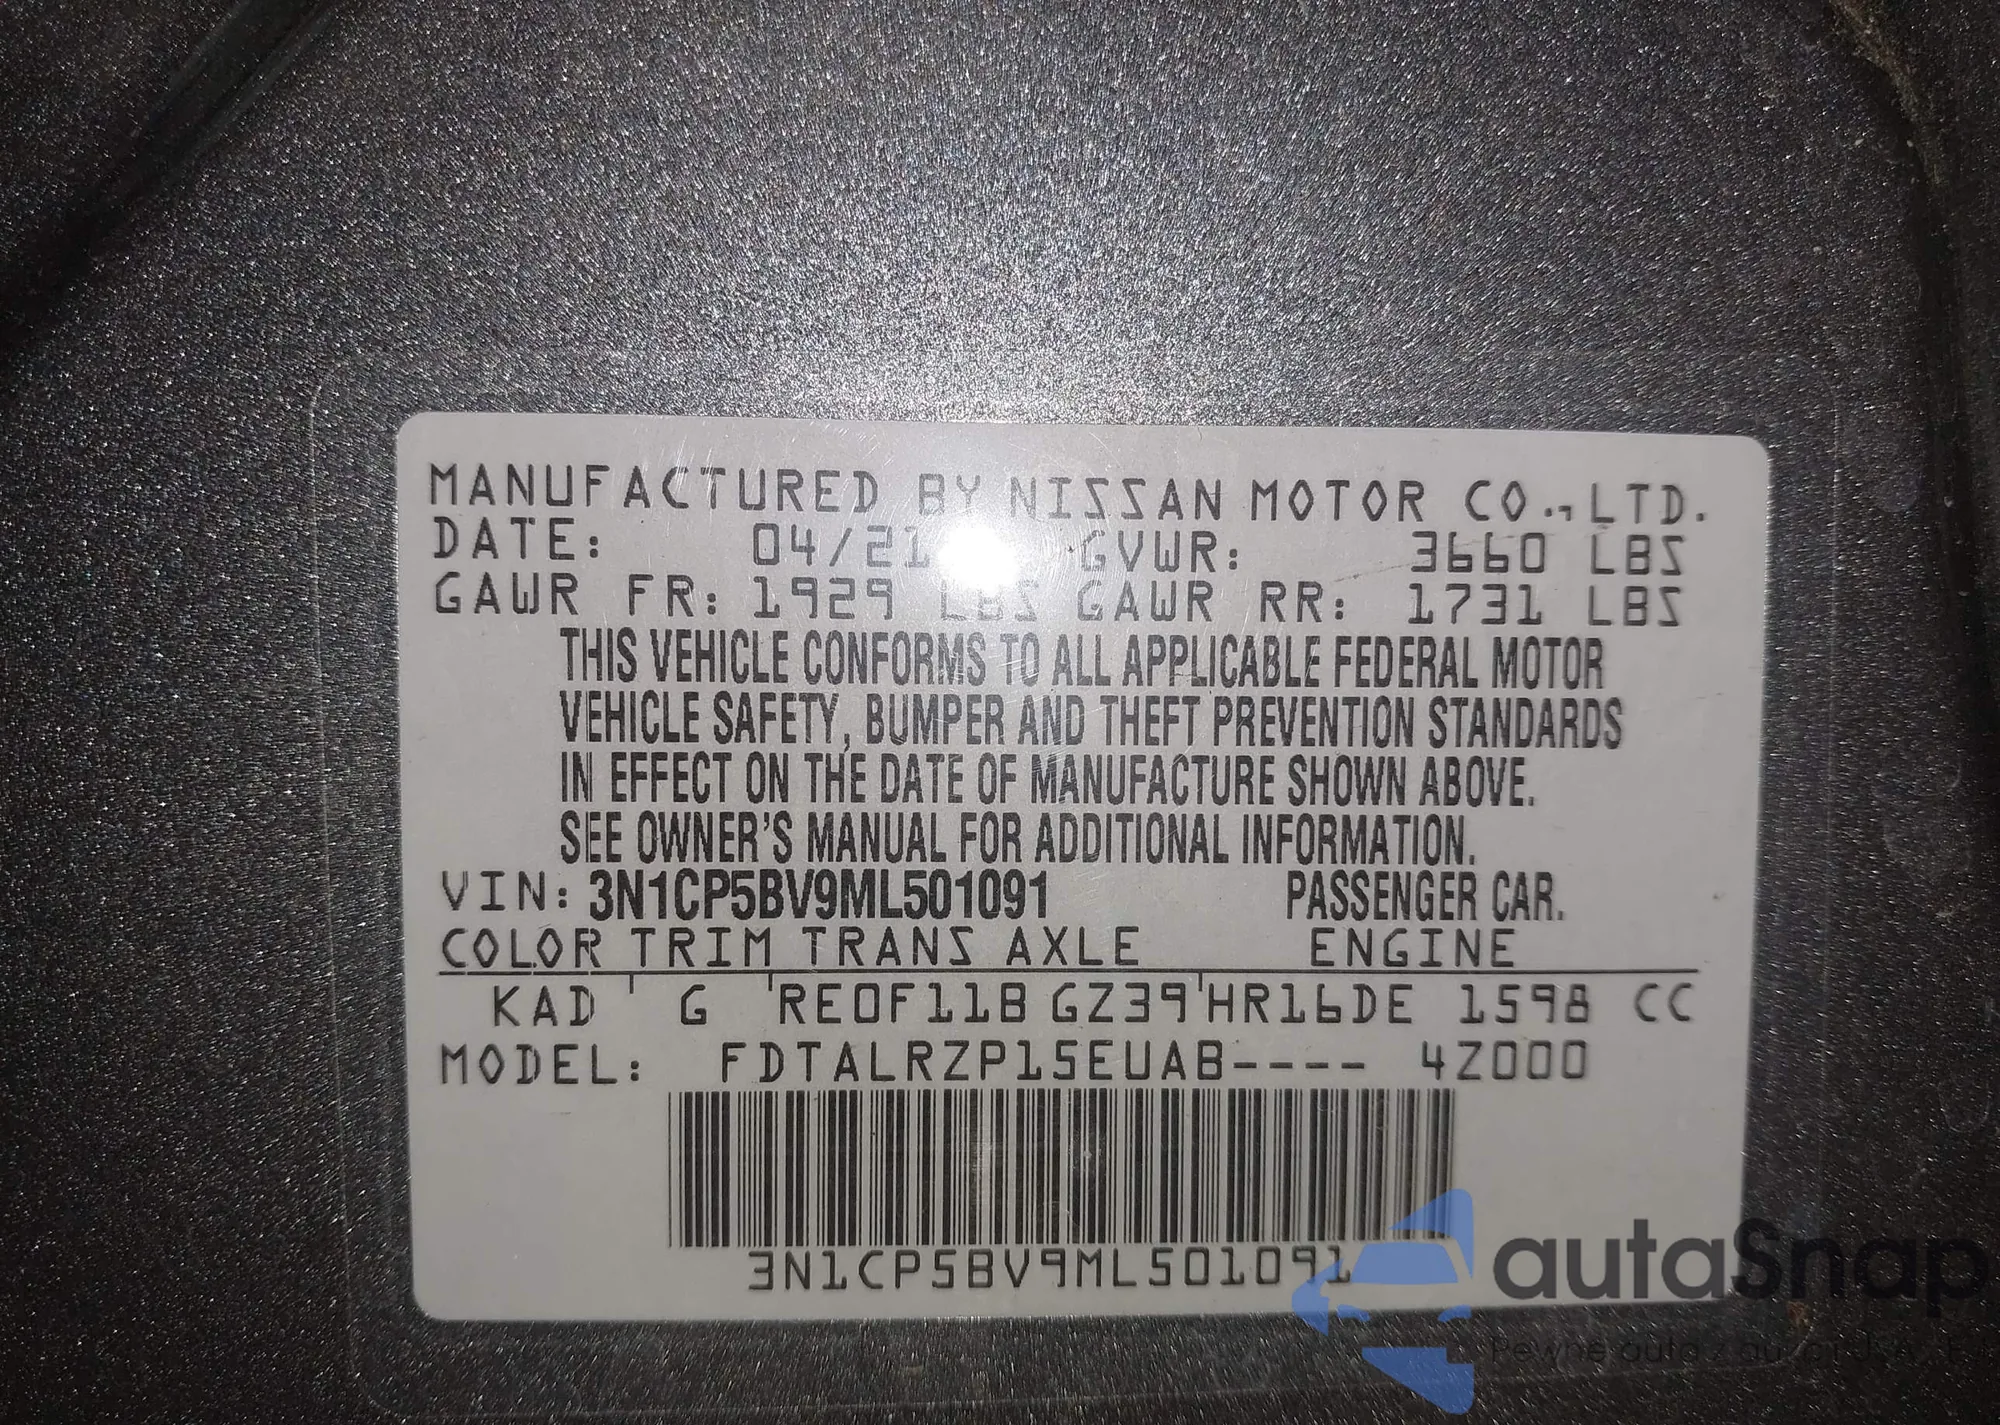 MANUFACTURED BY NISSAN MOTOR CO., LTD.
DATE: 04/21 GVWR: 3660 LBS
GAWR FR: 1929 LBS GAWR RR: 1731 LBS
THIS VEHICLE CONFORMS TO ALL APPLICABLE FEDERAL MOTOR
VEHICLE SAFETY, BUMPER AND THEFT PREVENTION STANDARDS
IN EFFECT ON THE DATE OF MANUFACTURE SHOWN ABOVE.
SEE OWNER'S MANUAL FOR ADDITIONAL INFORMATION.
VIN: 3N1CP5BV9ML501091 PASSENGER CAR.
COLOR TRIM TRANS AXLE ENGINE
KAD G RE0F11B GZ39 HR16DE 1598 CC
MODEL: FDTALRZP15EUAB---- 4Z000
3N1CP5BV9ML501091
autaSnap
Pewne auta z